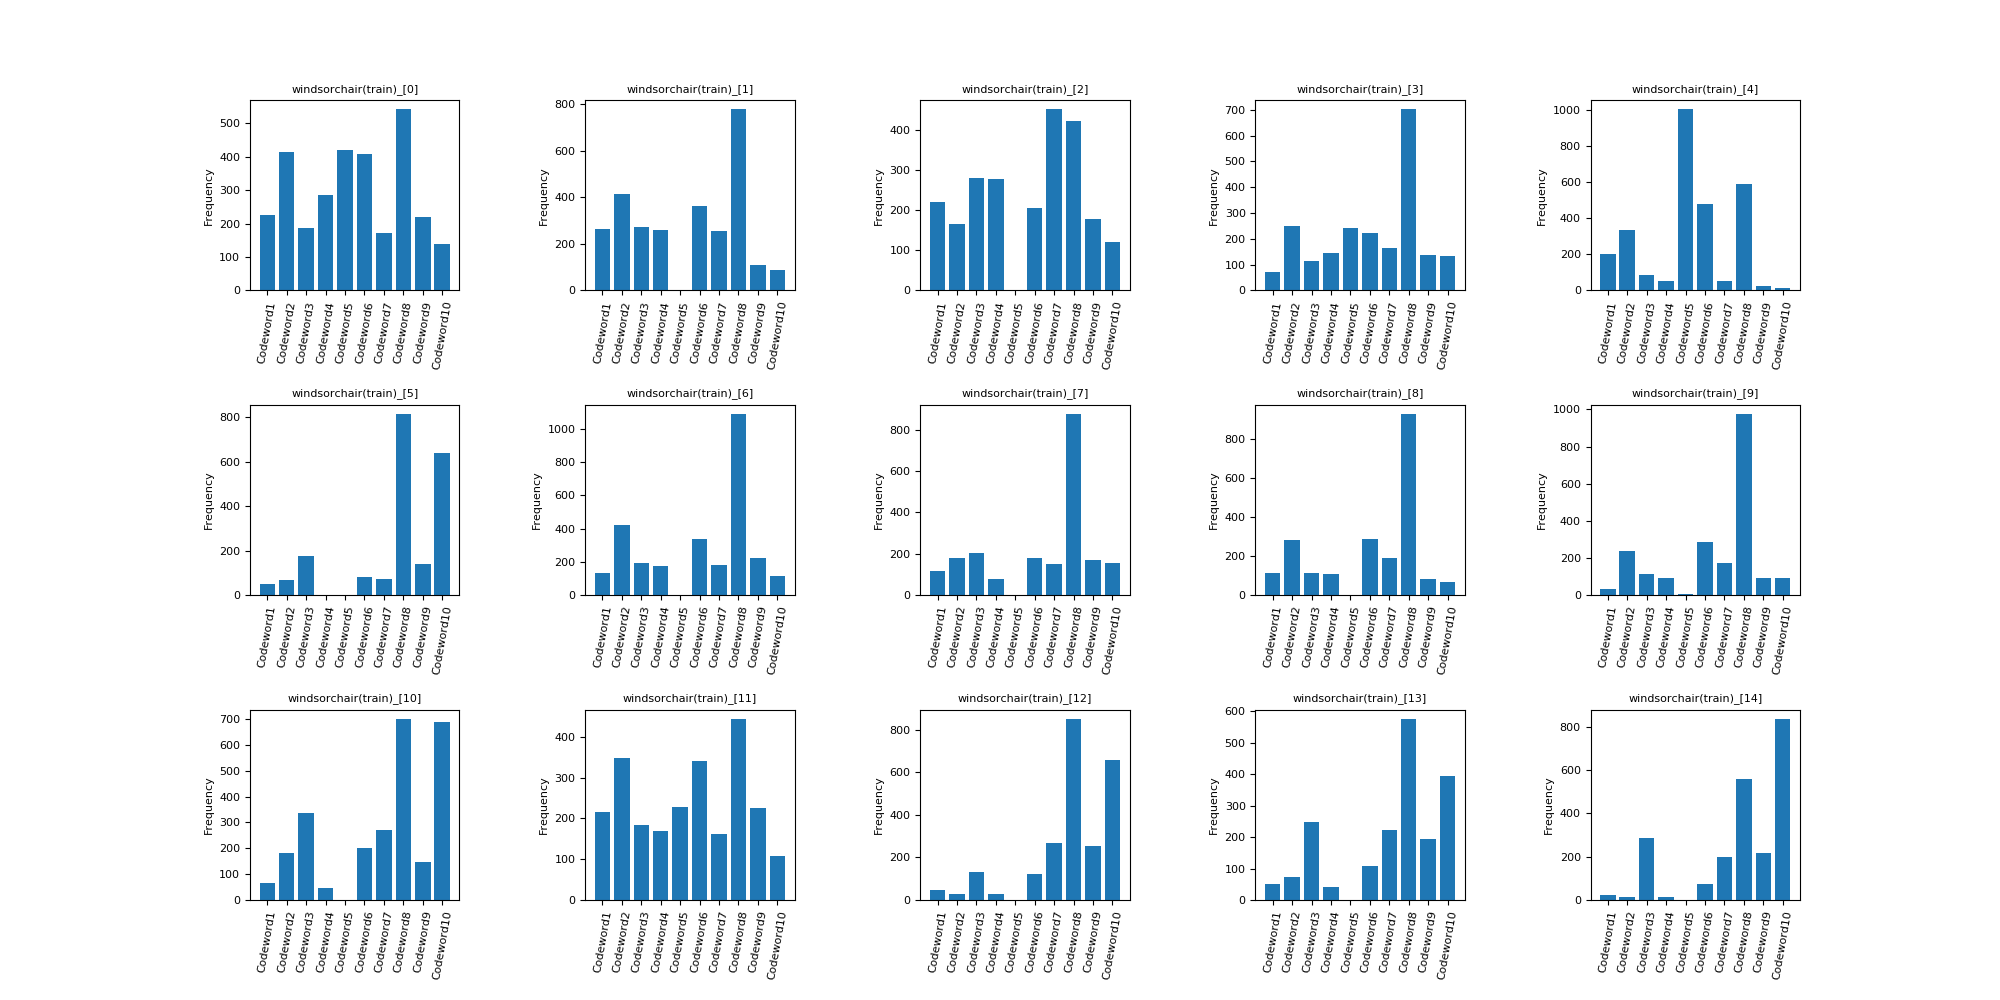 windsorchair(train)_[0]
Frequency
500
400
300
200
100
0
Codeword1 Codeword2 Codeword3 Codeword4 Codeword5 Codeword6 Codeword7 Codeword8 Codeword9 Codeword10
windsorchair(train)_[1]
Frequency
800
600
400
200
0
Codeword1 Codeword2 Codeword3 Codeword4 Codeword5 Codeword6 Codeword7 Codeword8 Codeword9 Codeword10
windsorchair(train)_[2]
Frequency
400
300
200
100
0
Codeword1 Codeword2 Codeword3 Codeword4 Codeword5 Codeword6 Codeword7 Codeword8 Codeword9 Codeword10
windsorchair(train)_[3]
Frequency
700
600
500
400
300
200
100
0
Codeword1 Codeword2 Codeword3 Codeword4 Codeword5 Codeword6 Codeword7 Codeword8 Codeword9 Codeword10
windsorchair(train)_[4]
Frequency
1000
800
600
400
200
0
Codeword1 Codeword2 Codeword3 Codeword4 Codeword5 Codeword6 Codeword7 Codeword8 Codeword9 Codeword10
windsorchair(train)_[5]
Frequency
800
600
400
200
0
Codeword1 Codeword2 Codeword3 Codeword4 Codeword5 Codeword6 Codeword7 Codeword8 Codeword9 Codeword10
windsorchair(train)_[6]
Frequency
1000
800
600
400
200
0
Codeword1 Codeword2 Codeword3 Codeword4 Codeword5 Codeword6 Codeword7 Codeword8 Codeword9 Codeword10
windsorchair(train)_[7]
Frequency
800
600
400
200
0
Codeword1 Codeword2 Codeword3 Codeword4 Codeword5 Codeword6 Codeword7 Codeword8 Codeword9 Codeword10
windsorchair(train)_[8]
Frequency
800
600
400
200
0
Codeword1 Codeword2 Codeword3 Codeword4 Codeword5 Codeword6 Codeword7 Codeword8 Codeword9 Codeword10
windsorchair(train)_[9]
Frequency
1000
800
600
400
200
0
Codeword1 Codeword2 Codeword3 Codeword4 Codeword5 Codeword6 Codeword7 Codeword8 Codeword9 Codeword10
windsorchair(train)_[10]
Frequency
700
600
500
400
300
200
100
0
Codeword1 Codeword2 Codeword3 Codeword4 Codeword5 Codeword6 Codeword7 Codeword8 Codeword9 Codeword10
windsorchair(train)_[11]
Frequency
400
300
200
100
0
Codeword1 Codeword2 Codeword3 Codeword4 Codeword5 Codeword6 Codeword7 Codeword8 Codeword9 Codeword10
windsorchair(train)_[12]
Frequency
800
600
400
200
0
Codeword1 Codeword2 Codeword3 Codeword4 Codeword5 Codeword6 Codeword7 Codeword8 Codeword9 Codeword10
windsorchair(train)_[13]
Frequency
600
500
400
300
200
100
0
Codeword1 Codeword2 Codeword3 Codeword4 Codeword5 Codeword6 Codeword7 Codeword8 Codeword9 Codeword10
windsorchair(train)_[14]
Frequency
800
600
400
200
0
Codeword1 Codeword2 Codeword3 Codeword4 Codeword5 Codeword6 Codeword7 Codeword8 Codeword9 Codeword10